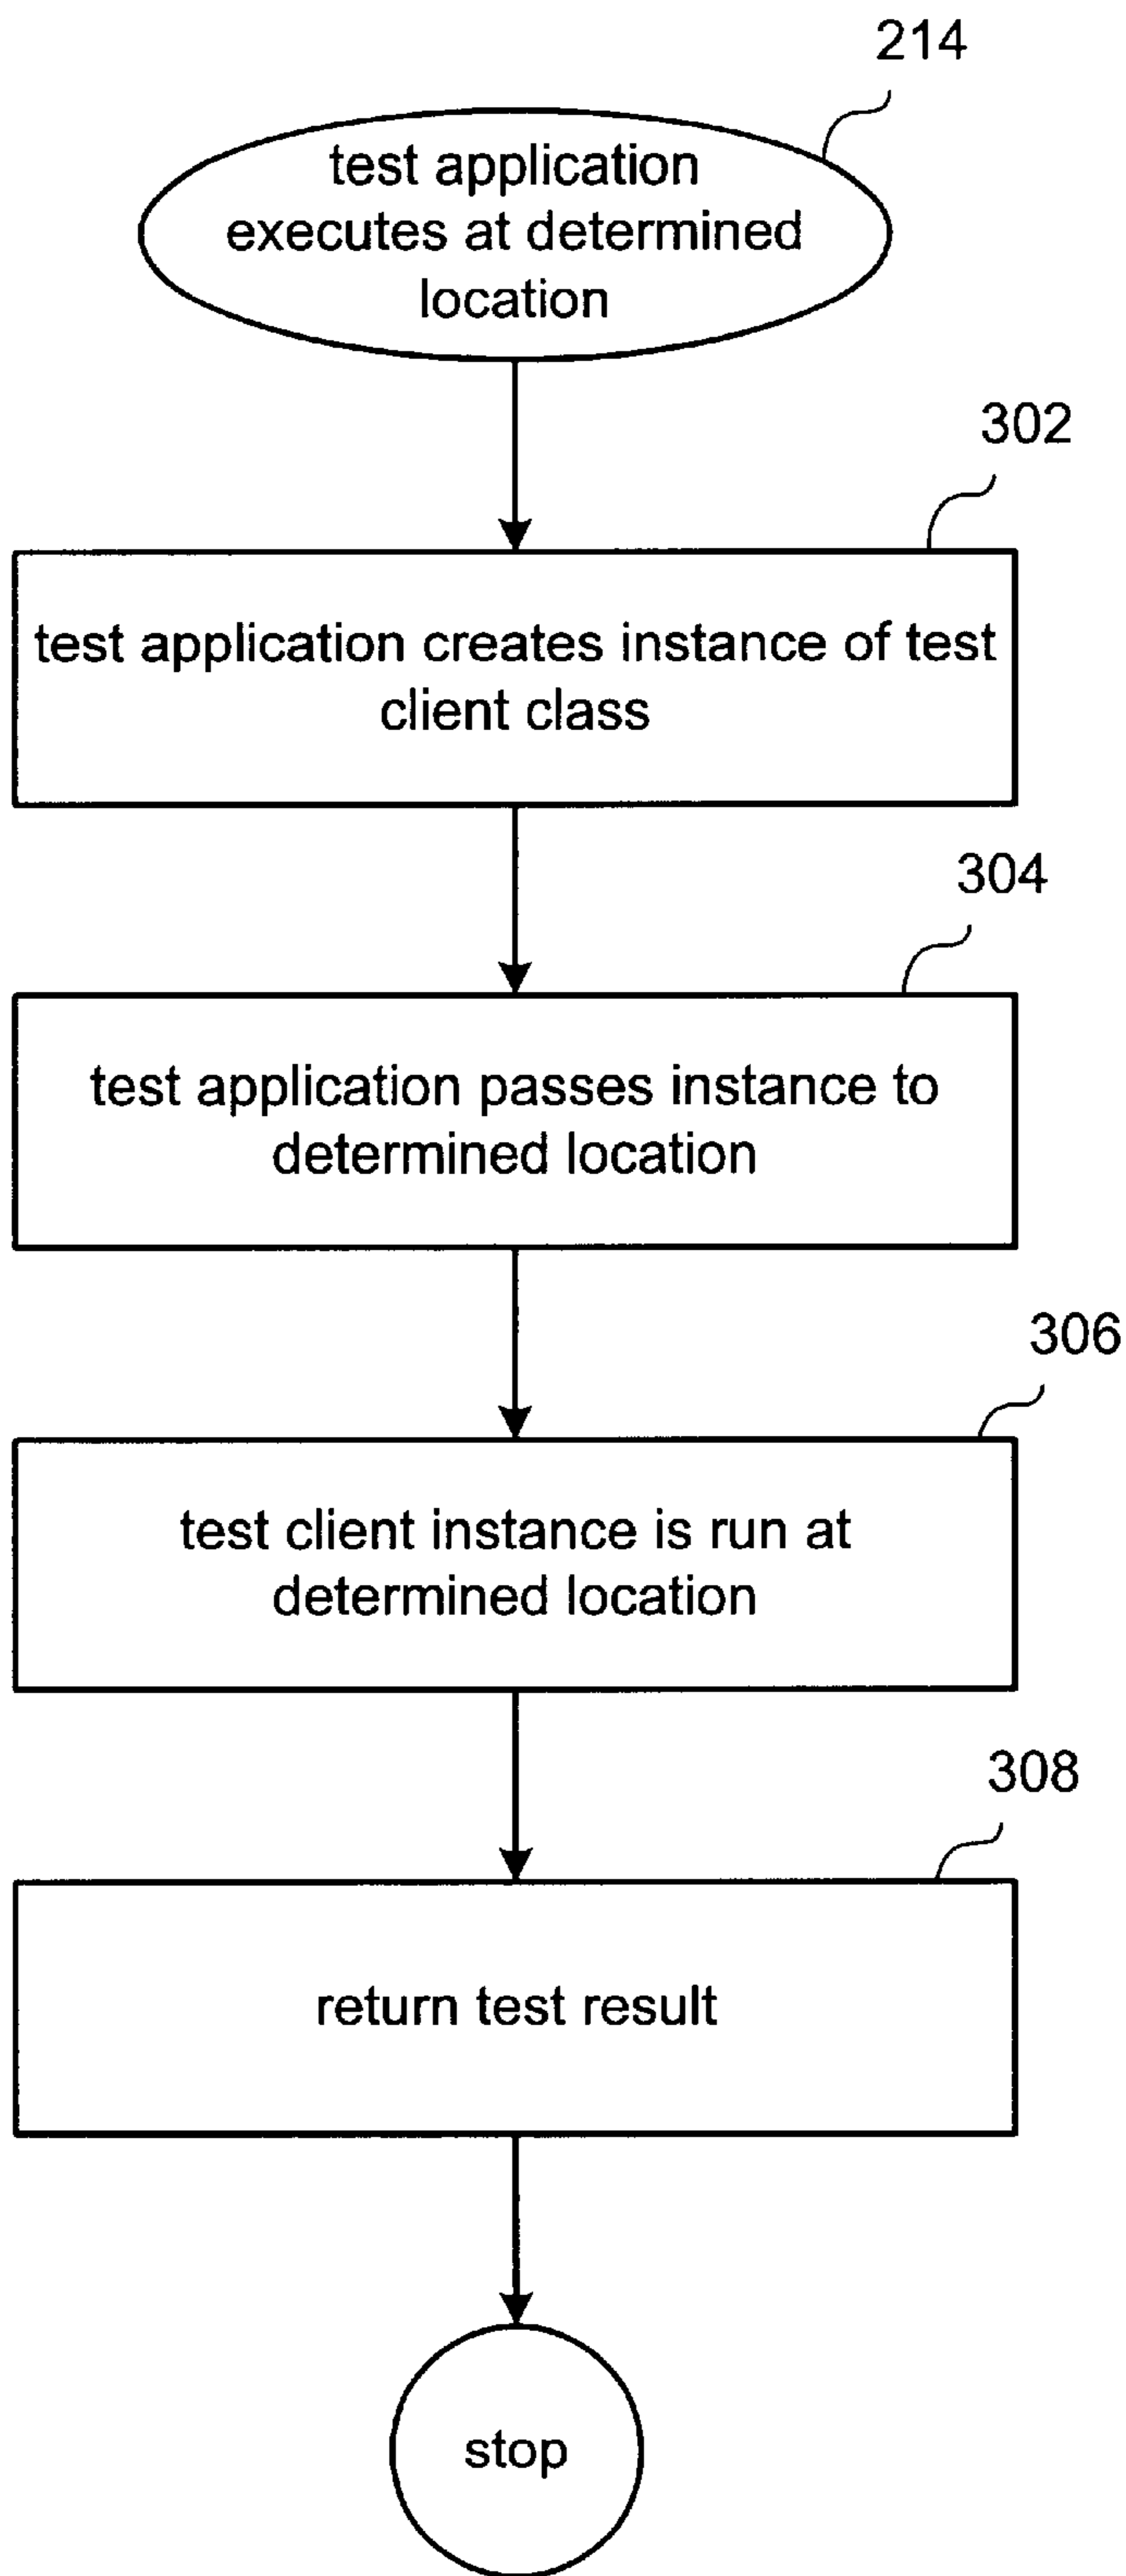 214
test application
executes at determined
location
302
test application creates instance of test
client class
304
test application passes instance to
determined location
306
test client instance is run at
determined location
308
return test result
stop